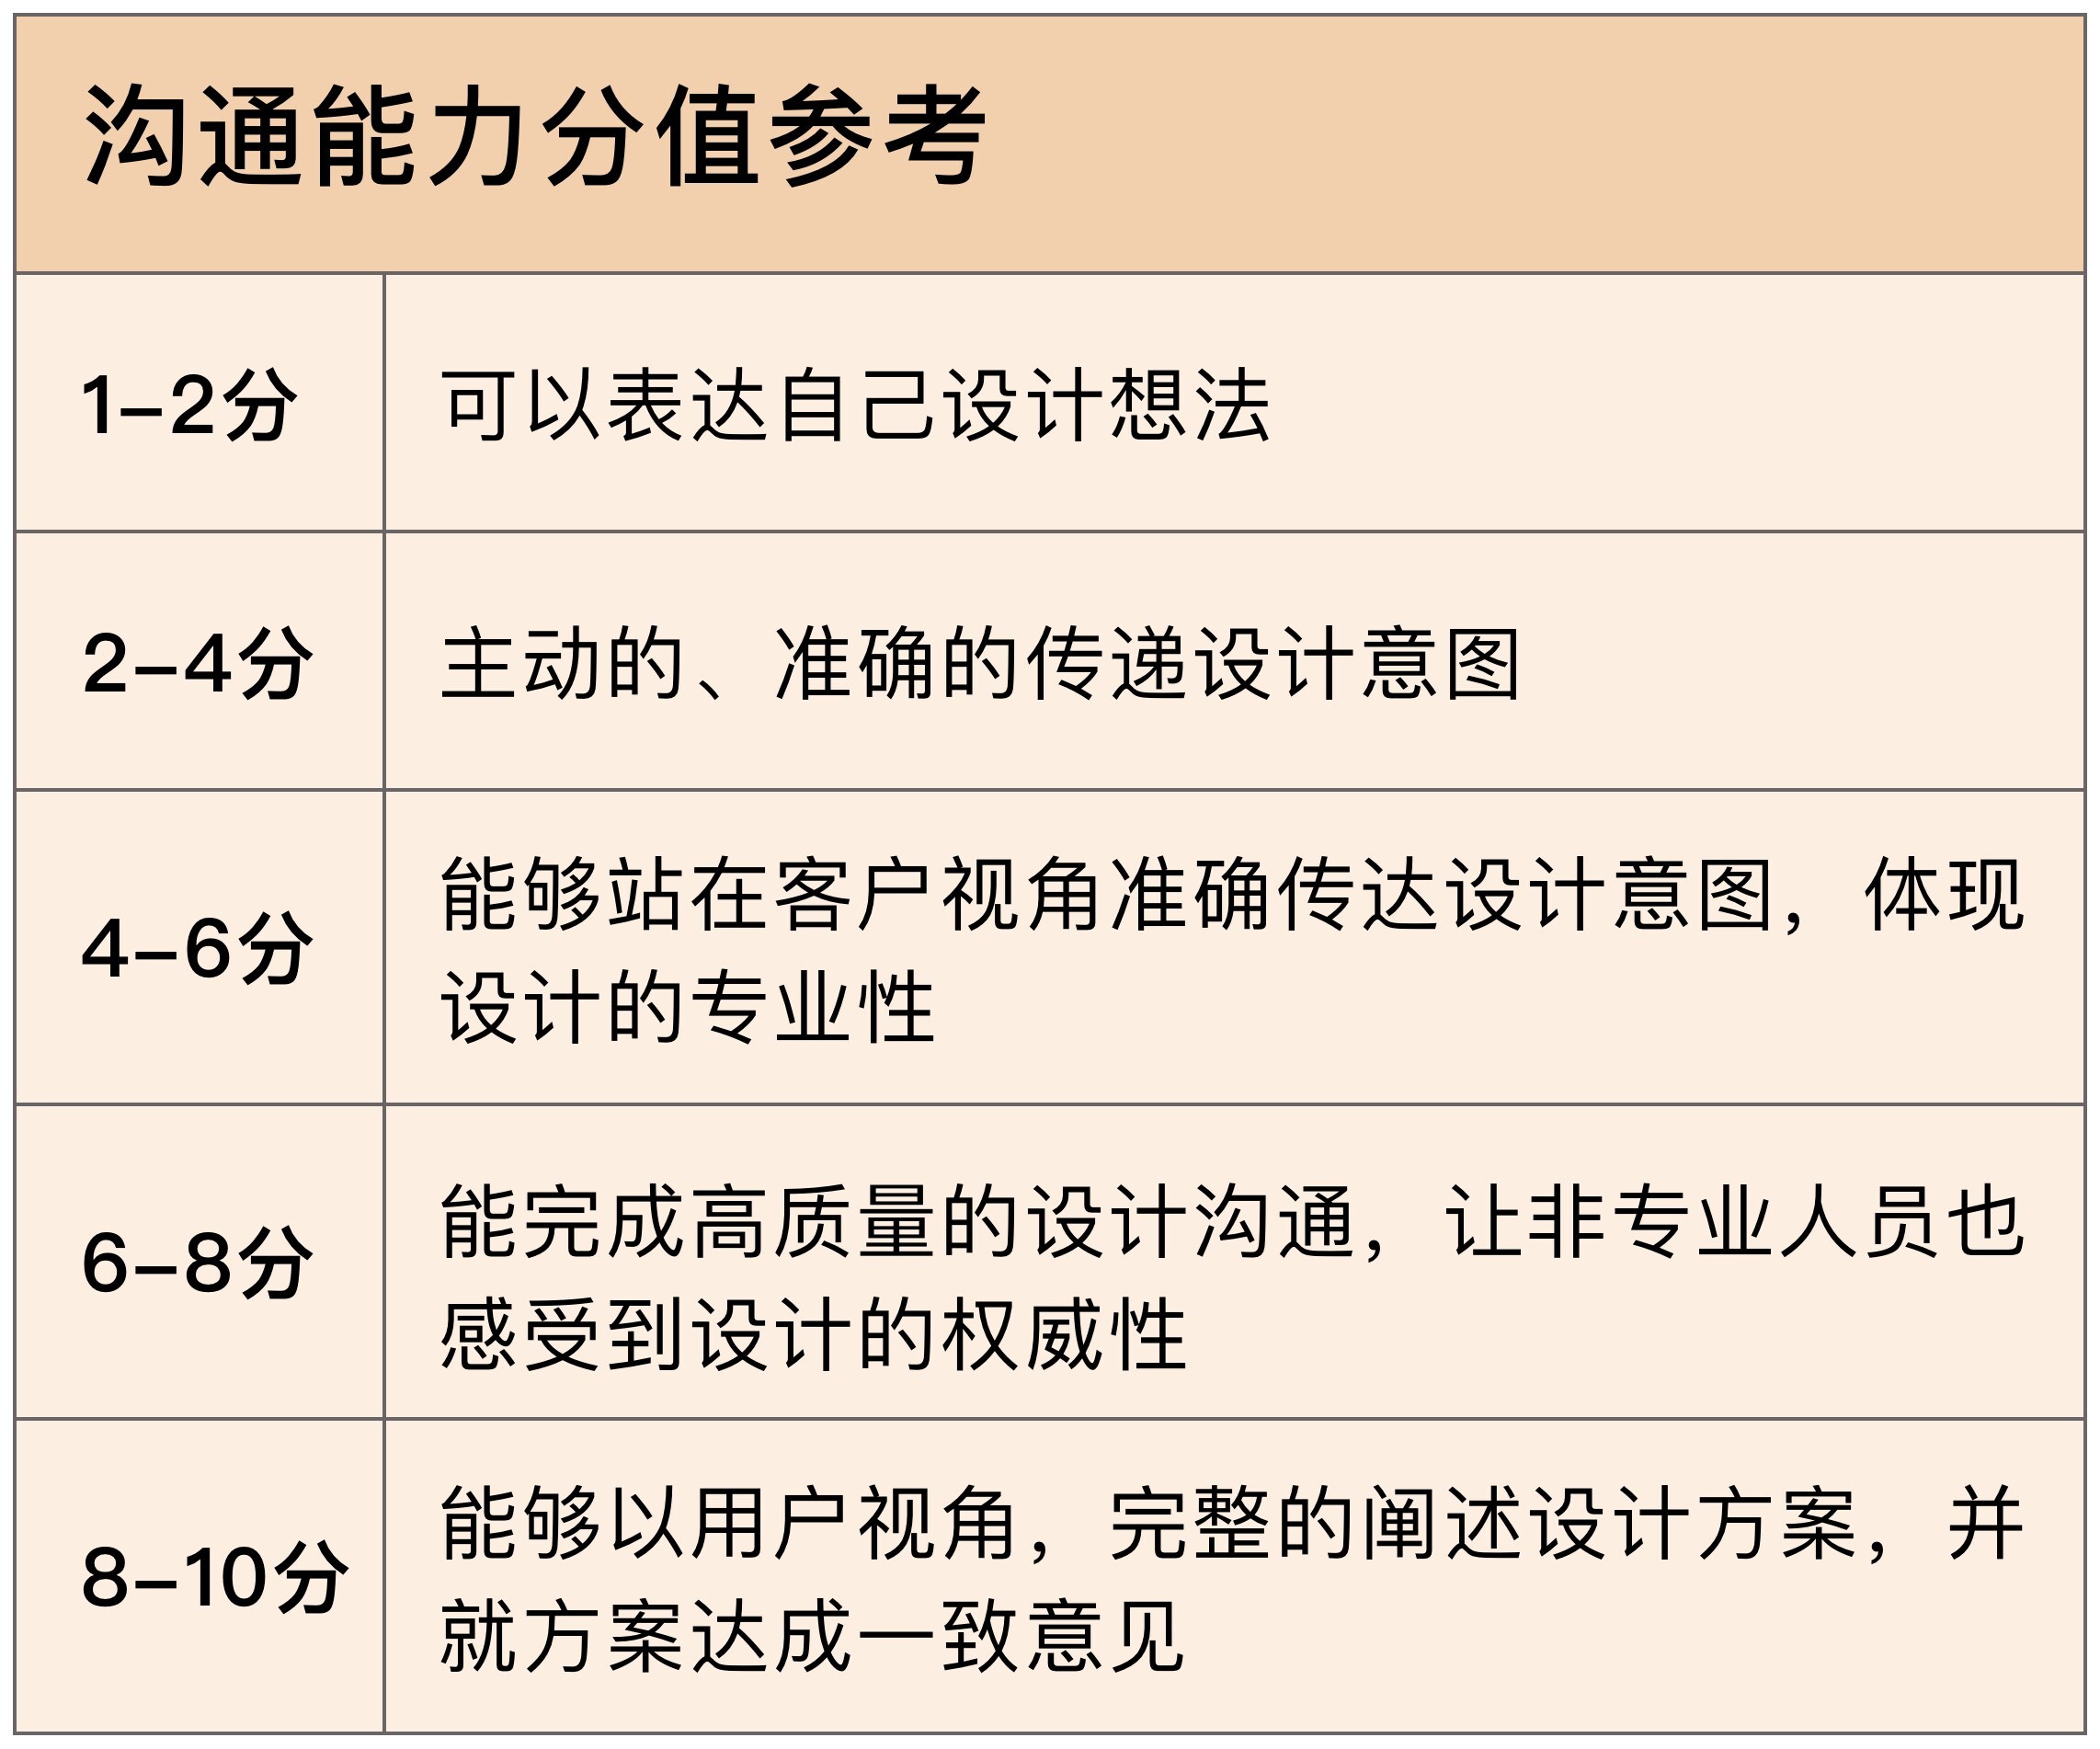 沟通能力分值参考
1–2分 可以表达自己设计想法
2–4分 主动的、准确的传递设计意图
4–6分 能够站在客户视角准确传达设计意图，体现
设计的专业性
6–8分 能完成高质量的设计沟通，让非专业人员也
感受到设计的权威性
8–10分 能够以用户视角，完整的阐述设计方案，并
就方案达成一致意见